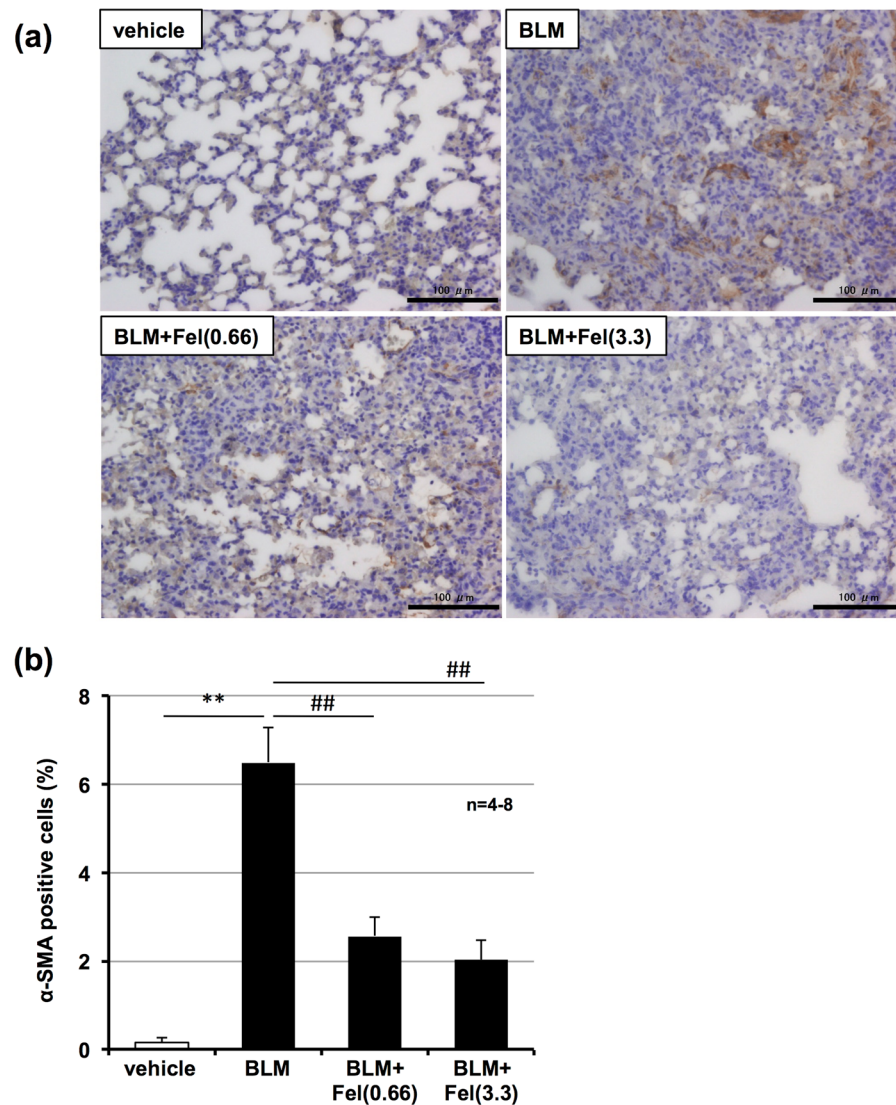 (a)
vehicle
BLM
100 μm
100 μm
BLM+Fel(0.66)
BLM+Fel(3.3)
100 μm
100 μm
(b)
##
**
##
8
6
4
2
0
α-SMA positive cells (%)
n=4-8
vehicle
BLM
BLM+
Fel(0.66)
BLM+
Fel(3.3)